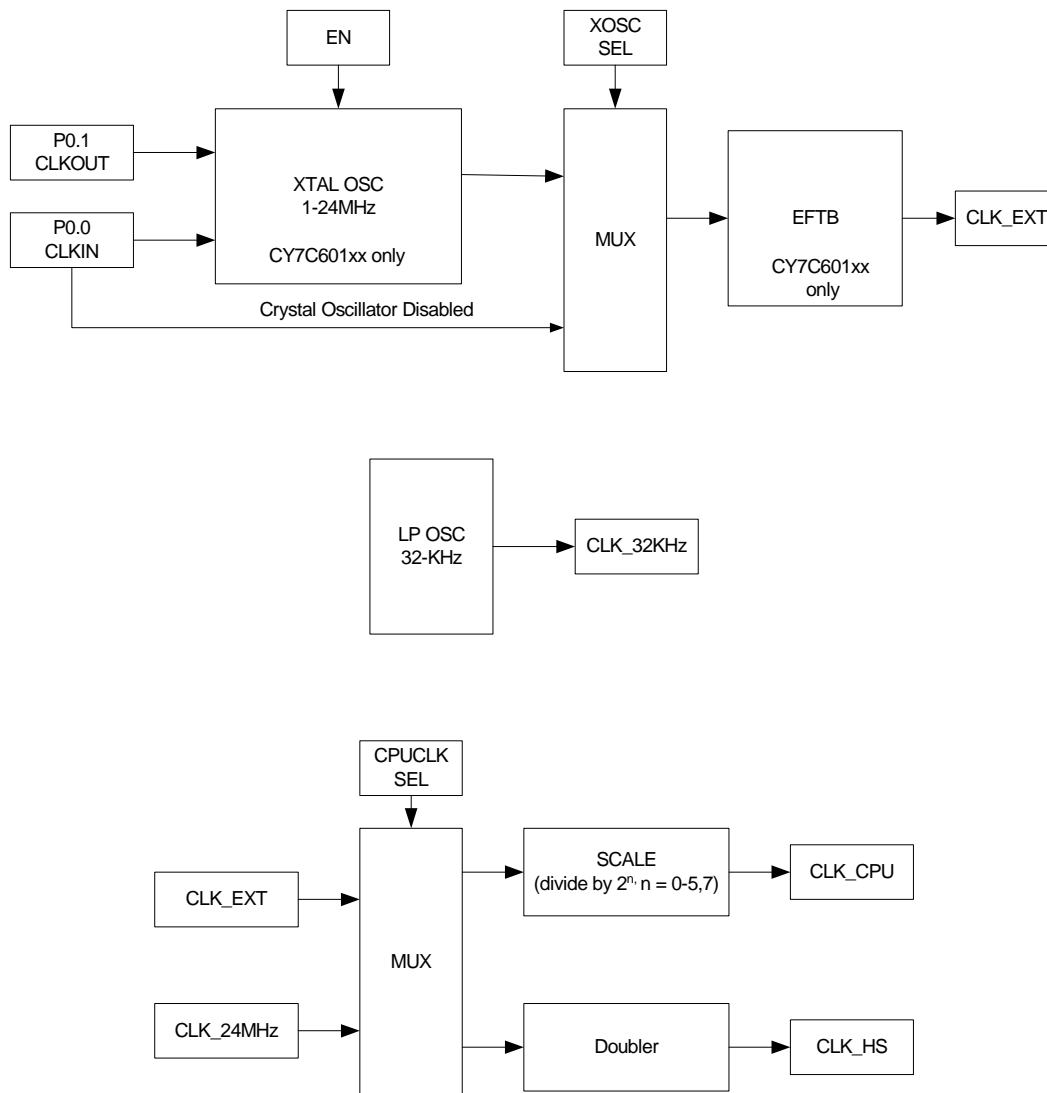 EN
XOSC
SEL
P0.1
CLKOUT
XTAL OSC
1-24MHz
CY7C601xx only
P0.0
CLKIN
MUX
EFTB
CY7C601xx
only
CLK_EXT
Crystal Oscillator Disabled
LP OSC
32-KHz
CLK_32KHz
CPUCLK
SEL
CLK_EXT
MUX
SCALE
(divide by 2ⁿ, n = 0-5,7)
CLK_CPU
CLK_24MHz
Doubler
CLK_HS